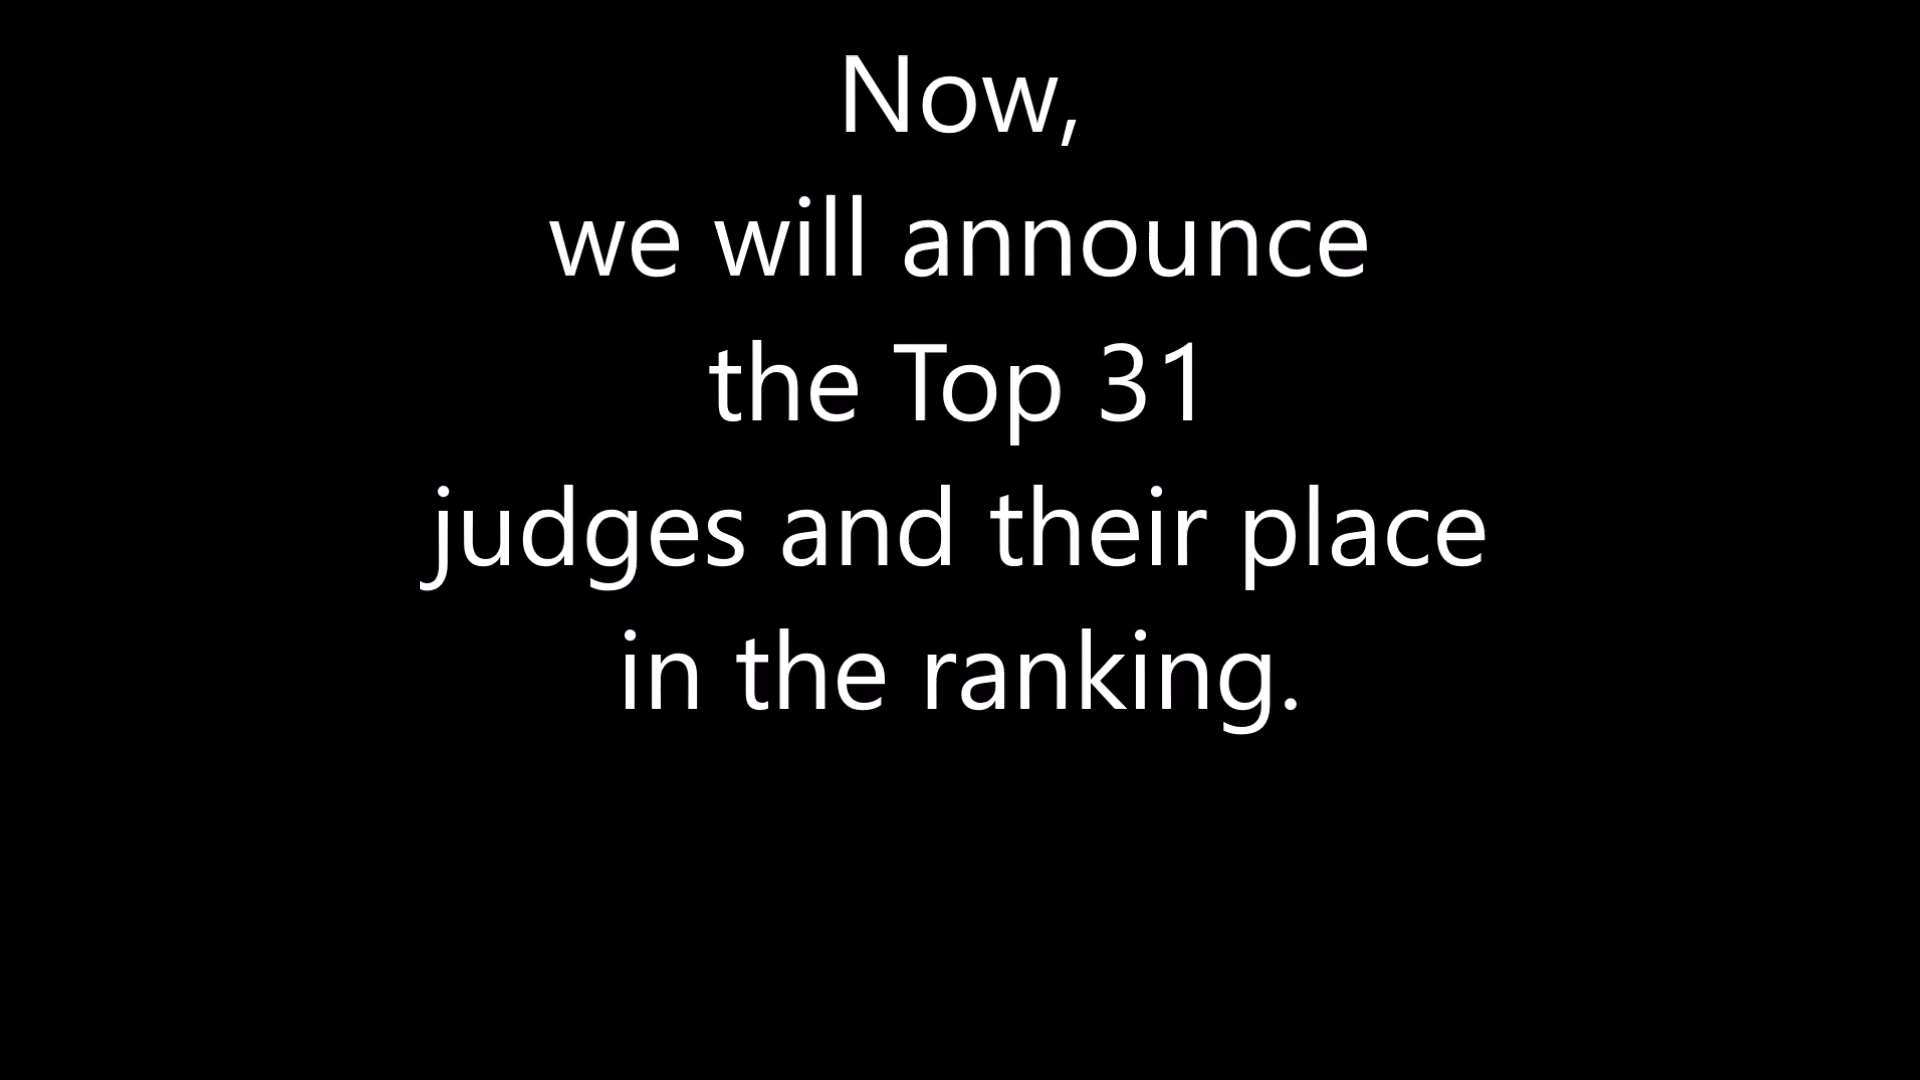 Now,
we will announce
the Top 31
judges and their place
in the ranking.